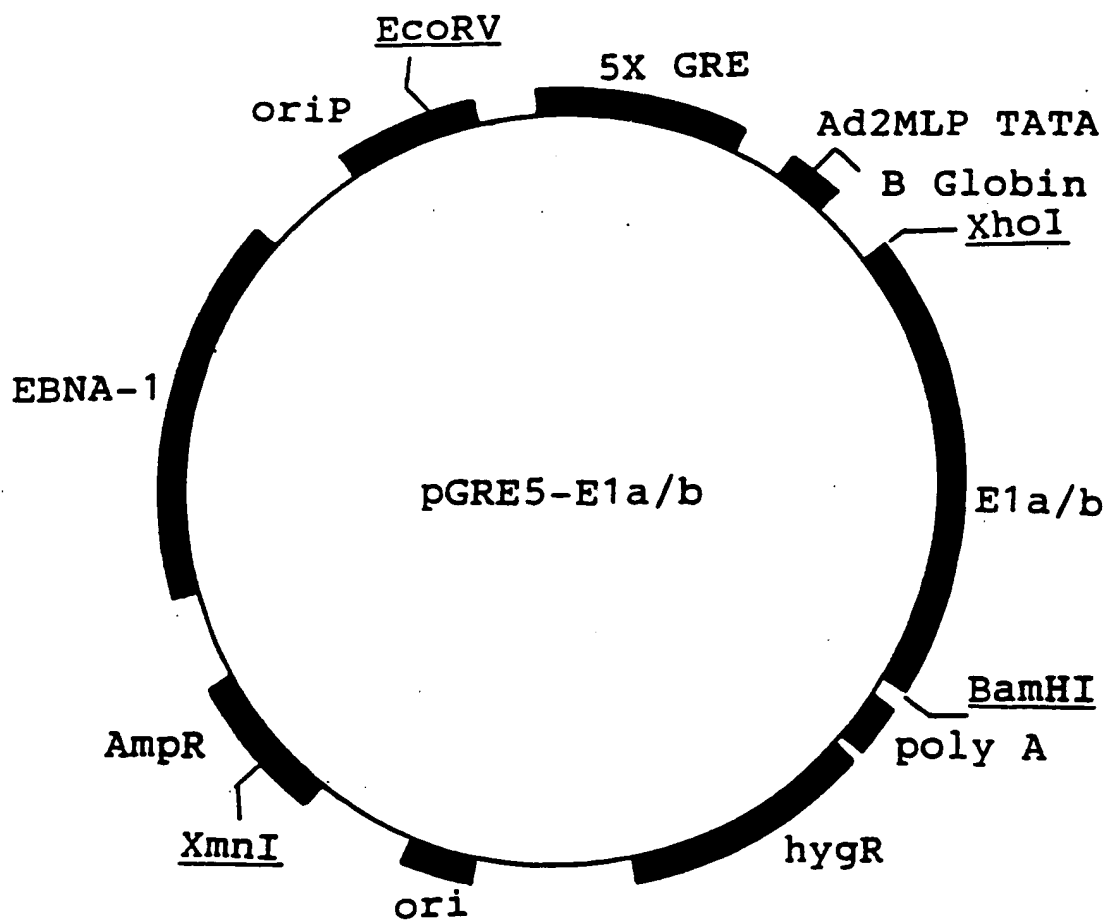 EcoRV
5X GRE
oriP
Ad2MLP TATA
B Globin
XhoI
EBNA-1
pGRE5-E1a/b
E1a/b
BamHI
poly A
AmpR
XmnI
hygR
ori